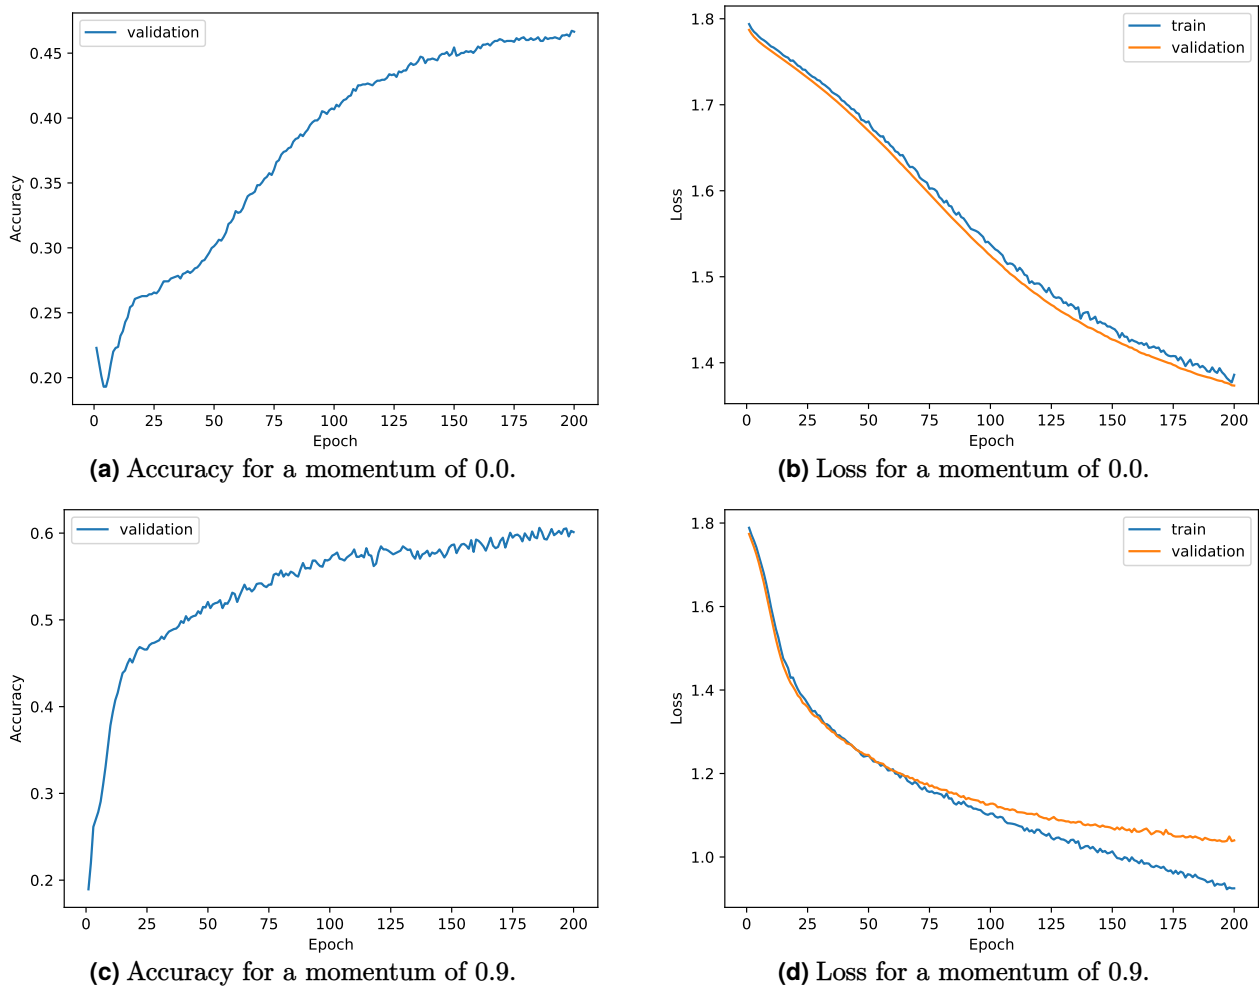 validation
Accuracy
0.45
0.40
0.35
0.30
0.25
0.20
0 25 50 75 100 125 150 175 200
Epoch
(a) Accuracy for a momentum of 0.0.
train
validation
Loss
1.8
1.7
1.6
1.5
1.4
0 25 50 75 100 125 150 175 200
Epoch
(b) Loss for a momentum of 0.0.
validation
Accuracy
0.6
0.5
0.4
0.3
0.2
0 25 50 75 100 125 150 175 200
Epoch
(c) Accuracy for a momentum of 0.9.
train
validation
Loss
1.8
1.6
1.4
1.2
1.0
0 25 50 75 100 125 150 175 200
Epoch
(d) Loss for a momentum of 0.9.